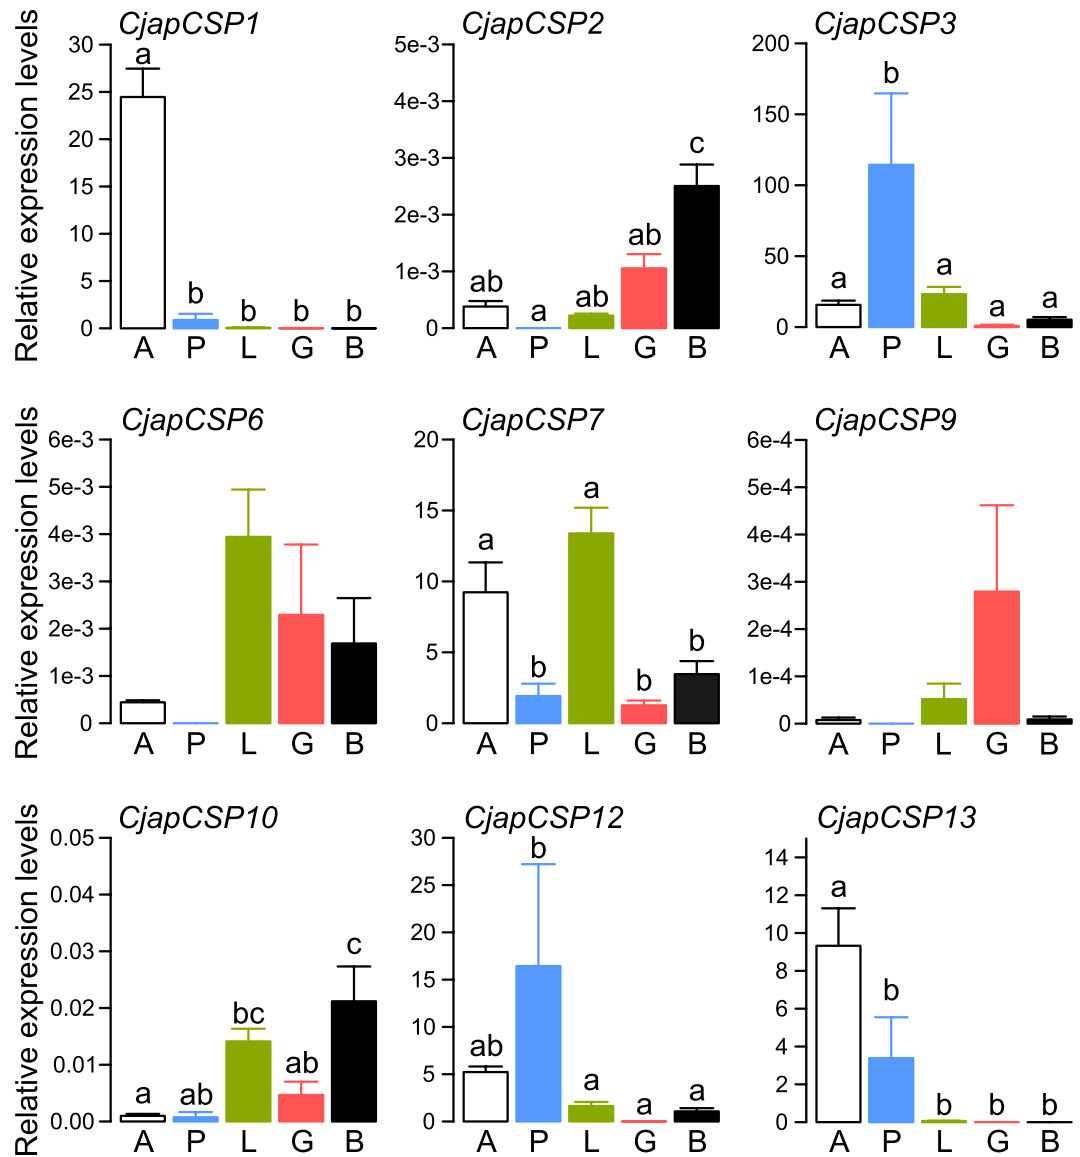 CjapCSP1 CjapCSP2 CjapCSP3
Relative expression levels
30 25 20 15 10 5 0
a b b b b
A P L G B
5e-3 4e-3 3e-3 2e-3 1e-3 0
ab a ab ab c
A P L G B
200 150 100 50 0
a b a a a
A P L G B
CjapCSP6 CjapCSP7 CjapCSP9
Relative expression levels
6e-3 5e-3 4e-3 3e-3 2e-3 1e-3 0
A P L G B
20 15 10 5 0
a b a b b
A P L G B
6e-4 5e-4 4e-4 3e-4 2e-4 1e-4 0
A P L G B
CjapCSP10 CjapCSP12 CjapCSP13
Relative expression levels
0.05 0.04 0.03 0.02 0.01 0.00
a ab bc ab c
A P L G B
30 25 20 15 10 5 0
ab b a a a
A P L G B
14 12 10 8 6 4 2 0
a b b b b
A P L G B